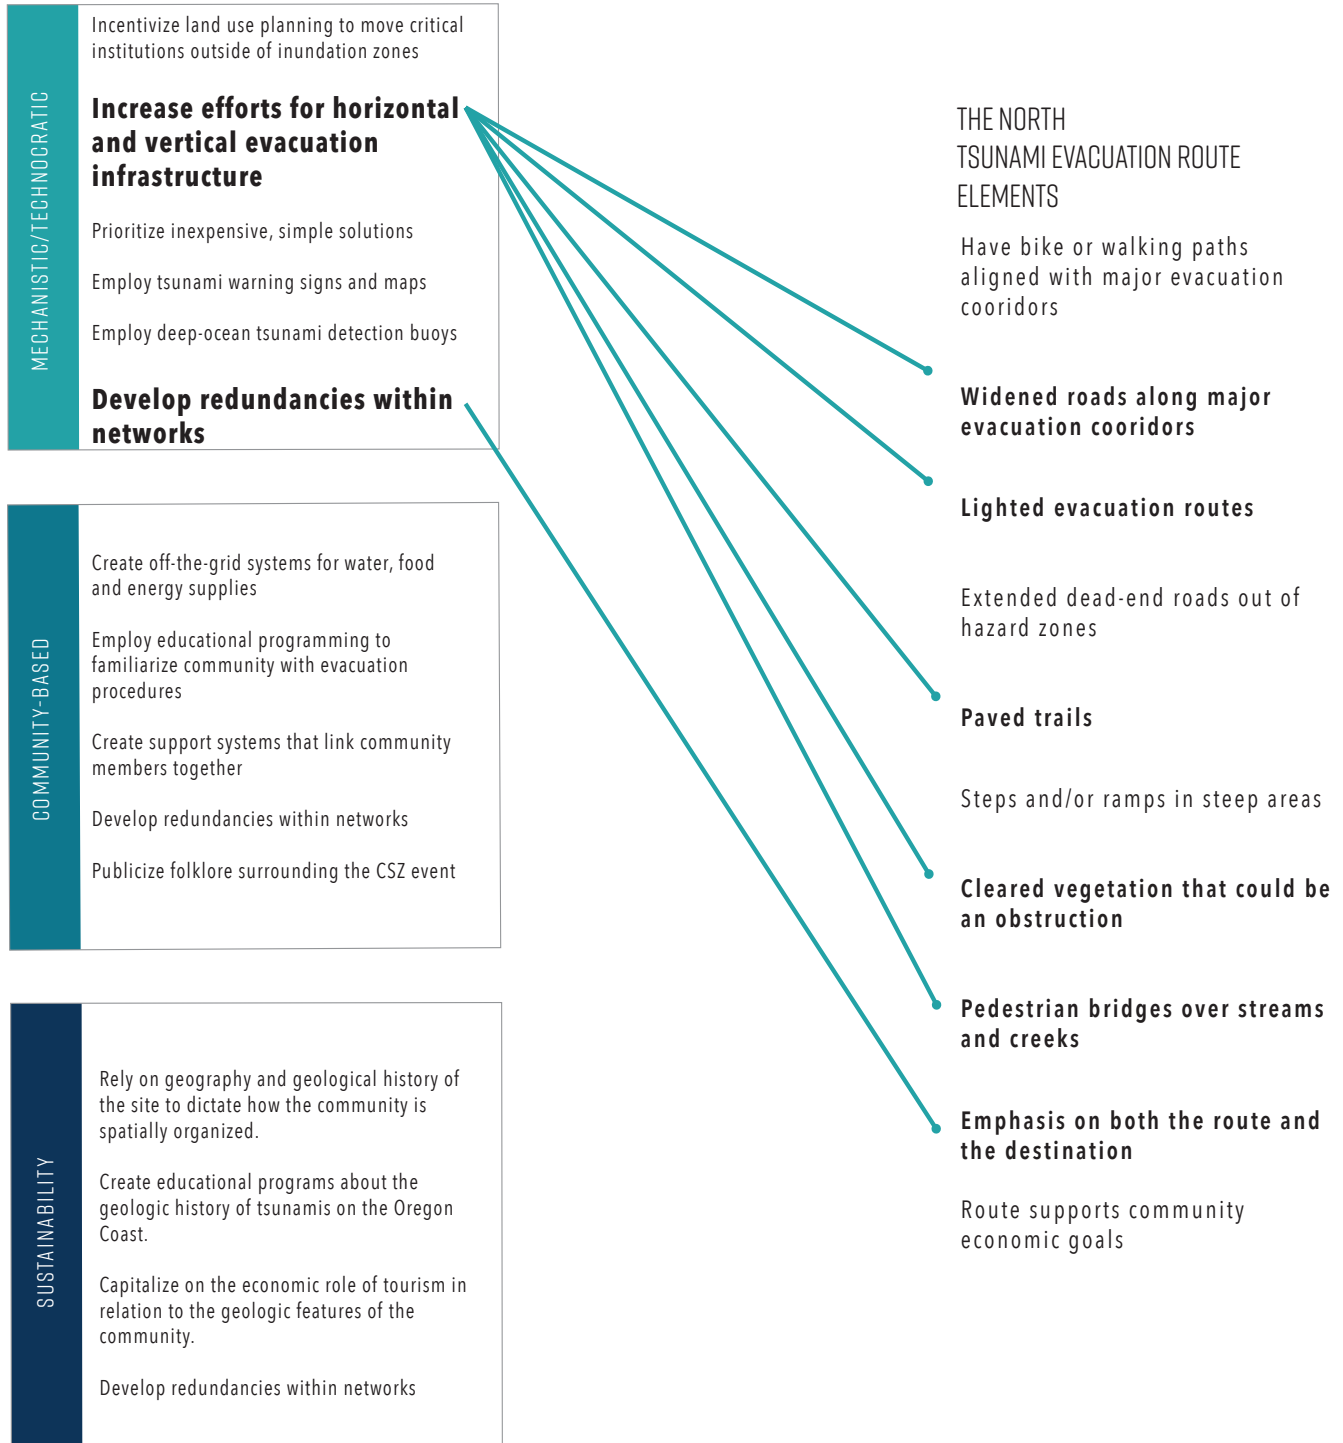 MECHANISTIC/TECHNOCRATIC
Incentivize land use planning to move critical
institutions outside of inundation zones
Increase efforts for horizontal
and vertical evacuation
infrastructure
Prioritize inexpensive, simple solutions
Employ tsunami warning signs and maps
Employ deep-ocean tsunami detection buoys
Develop redundancies within
networks
COMMUNITY-BASED
Create off-the-grid systems for water, food
and energy supplies
Employ educational programming to
familiarize community with evacuation
procedures
Create support systems that link community
members together
Develop redundancies within networks
Publicize folklore surrounding the CSZ event
SUSTAINABILITY
Rely on geography and geological history of
the site to dictate how the community is
spatially organized.
Create educational programs about the
geologic history of tsunamis on the Oregon
Coast.
Capitalize on the economic role of tourism in
relation to the geologic features of the
community.
Develop redundancies within networks
THE NORTH
TSUNAMI EVACUATION ROUTE
ELEMENTS
Have bike or walking paths
aligned with major evacuation
cooridors
Widened roads along major
evacuation cooridors
Lighted evacuation routes
Extended dead-end roads out of
hazard zones
Paved trails
Steps and/or ramps in steep areas
Cleared vegetation that could be
an obstruction
Pedestrian bridges over streams
and creeks
Emphasis on both the route and
the destination
Route supports community
economic goals